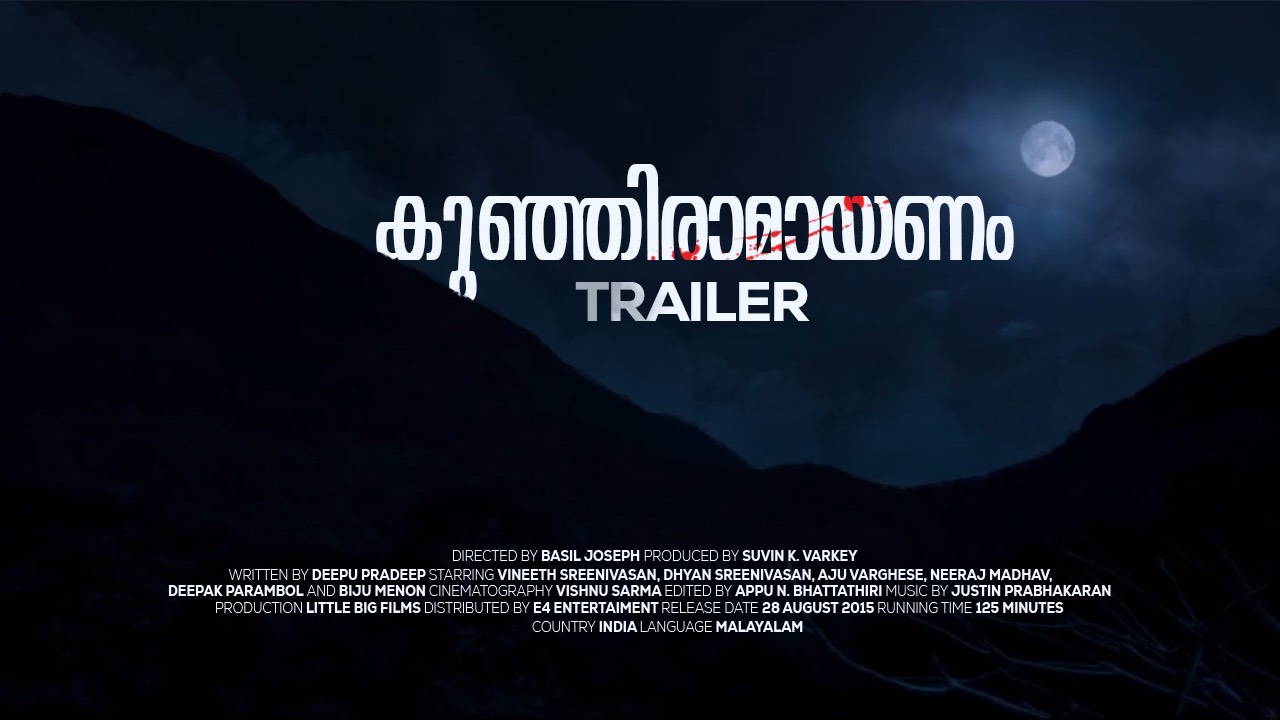 കുഞ്ഞിരാമായണം
TRAILER
DIRECTED BY BASIL JOSEPH PRODUCED BY SUVIN K. VARKEY
WRITTEN BY DEEPU PRADEEP STARRING VINEETH SREENIVASAN, DHYAN SREENIVASAN, AJU VARGHESE, NEERAJ MADHAV,
DEEPAK PARAMBOL AND BIJU MENON CINEMATOGRAPHY VISHNU SARMA EDITED BY APPU N. BHATTATHIRI MUSIC BY JUSTIN PRABHAKARAN
PRODUCTION LITTLE BIG FILMS DISTRIBUTED BY E4 ENTERTAIMENT RELEASE DATE 28 AUGUST 2015 RUNNING TIME 125 MINUTES
COUNTRY INDIA LANGUAGE MALAYALAM